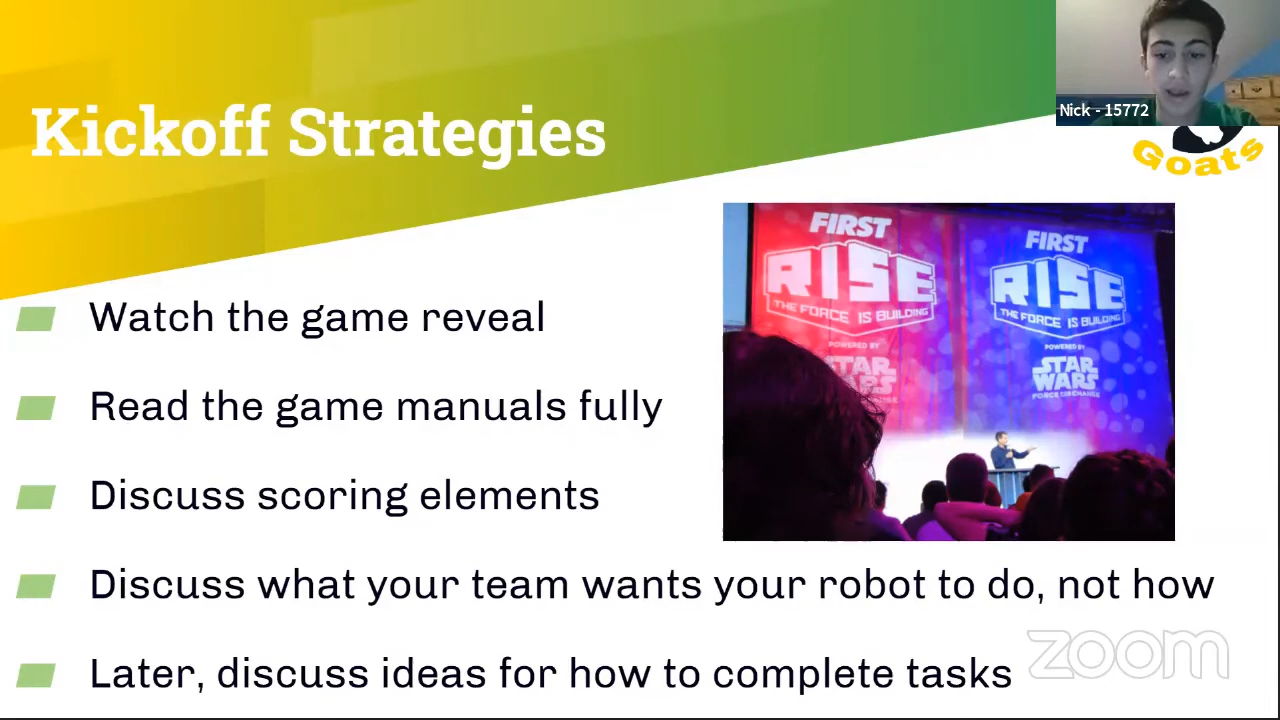 Kickoff Strategies
Nick - 15772
Goats
Watch the game reveal
Read the game manuals fully
Discuss scoring elements
Discuss what your team wants your robot to do, not how
Later, discuss ideas for how to complete tasks
FIRST
RISE
THE FORCE IS BUILDING
POWERED BY
STAR
WARS
FIRST
RISE
THE FORCE IS BUILDING
POWERED BY
STAR
WARS
FORCE FOR CHANGE
zoom